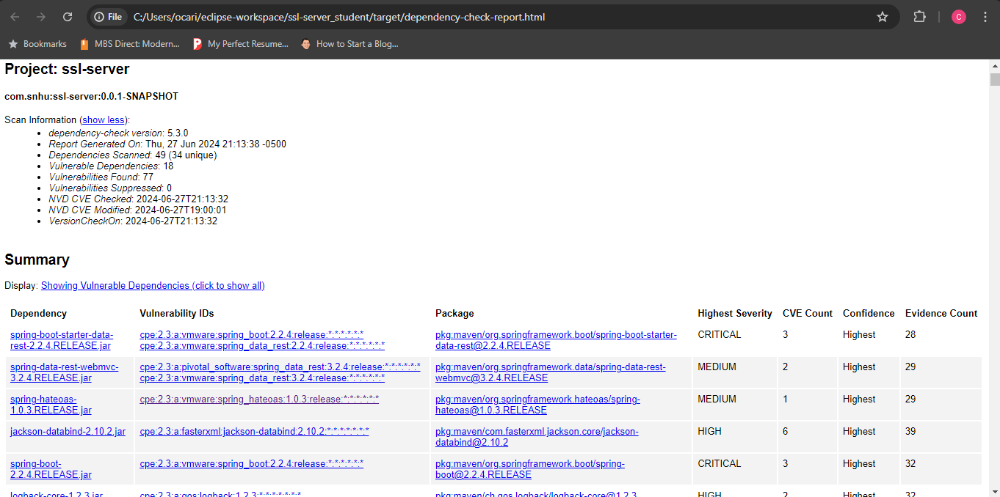 File
C:/Users/ocari/eclipse-workspace/ssl-server_student/target/dependency-check-report.html
C
Bookmarks
MBS Direct: Modern...
My Perfect Resume...
How to Start a Blog...
Project: ssl-server
com.snhu:ssl-server:0.0.1-SNAPSHOT
Scan Information (show less):
• dependency-check version: 5.3.0
• Report Generated On: Thu, 27 Jun 2024 21:13:38 -0500
• Dependencies Scanned: 49 (34 unique)
• Vulnerable Dependencies: 18
• Vulnerabilities Found: 77
• Vulnerabilities Suppressed: 0
• NVD CVE Checked: 2024-06-27T21:13:32
• NVD CVE Modified: 2024-06-27T19:00:01
• VersionCheckOn: 2024-06-27T21:13:32
Summary
Display: Showing Vulnerable Dependencies (click to show all)
Dependency Vulnerability IDs Package Highest Severity CVE Count Confidence Evidence Count
spring-boot-starter-data- cpe:2.3:a:vmware:spring_boot:2.2.4:release:*:*:*:*:*:* pkg:maven/org.springframework.boot/spring-boot-starter- CRITICAL 3 Highest 28
rest-2.2.4.RELEASE.jar cpe:2.3:a:vmware:spring_data_rest:2.2.4:release:*:*:*:*:*:* data-rest@2.2.4.RELEASE
spring-data-rest-webmvc- cpe:2.3:a:pivotal_software:spring_data_rest:3.2.4:release:*:*:*:*:*:* pkg:maven/org.springframework.data/spring-data-rest- MEDIUM 2 Highest 29
3.2.4.RELEASE.jar cpe:2.3:a:vmware:spring_data_rest:3.2.4:release:*:*:*:*:*:* webmvc@3.2.4.RELEASE
spring-hateoas- cpe:2.3:a:vmware:spring_hateoas:1.0.3:release:*:*:*:*:*:* pkg:maven/org.springframework.hateoas/spring- MEDIUM 1 Highest 29
1.0.3.RELEASE.jar hateoas@1.0.3.RELEASE
jackson-databind-2.10.2.jar cpe:2.3:a:fasterxml:jackson-databind:2.10.2:*:*:*:*:*:*:* pkg:maven/com.fasterxml.jackson.core/jackson- HIGH 6 Highest 39
databind@2.10.2
spring-boot- cpe:2.3:a:vmware:spring_boot:2.2.4:release:*:*:*:*:*:* pkg:maven/org.springframework.boot/spring- CRITICAL 3 Highest 32
2.2.4.RELEASE.jar boot@2.2.4.RELEASE
logback-core-1.2.3.jar cpe:2.3:a:qos:logback:1.2.3:*:*:*:*:*:*:* pkg:maven/ch.qos.logback/logback-core@1.2.3 HIGH 2 Highest 32